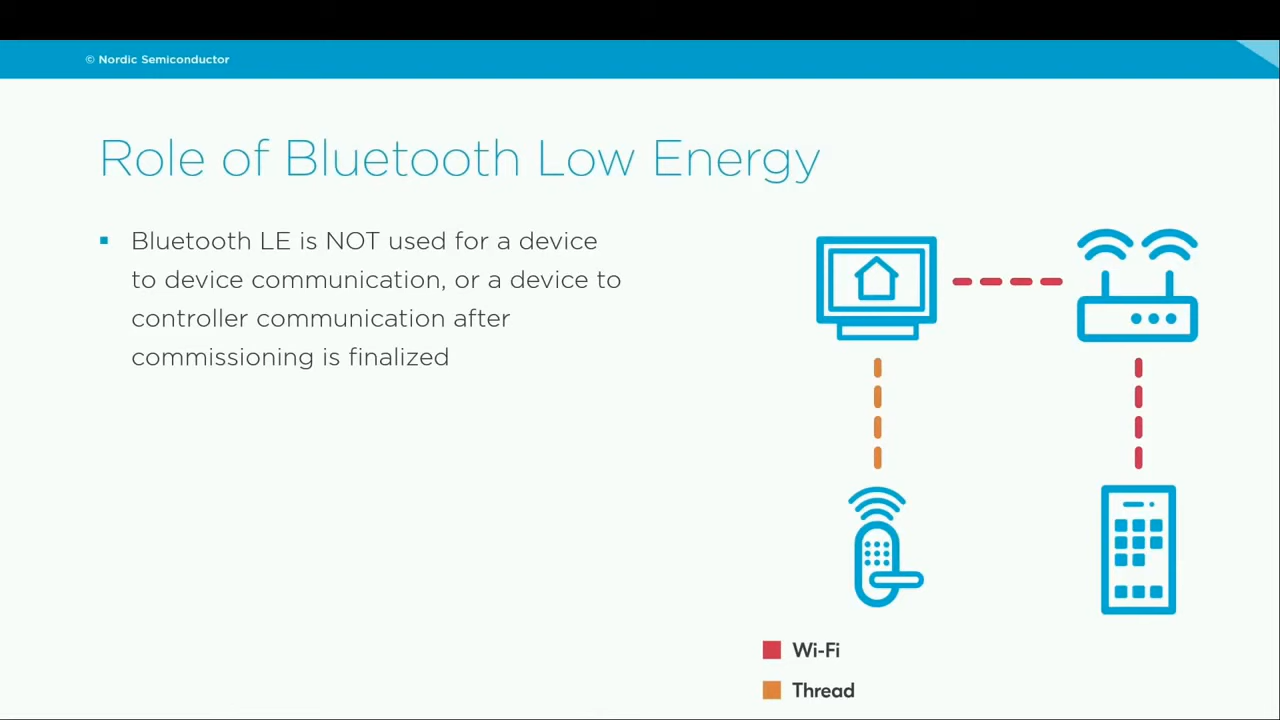 © Nordic Semiconductor
Role of Bluetooth Low Energy
Bluetooth LE is NOT used for a device
to device communication, or a device to
controller communication after
commissioning is finalized
Wi-Fi
Thread